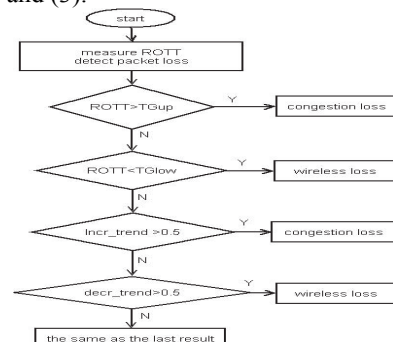 and (3).
start
measure ROTT
detect packet loss
ROTT>TGup
Y
congestion loss
N
ROTT<TGlow
Y
wireless loss
N
Incr_trend >0.5
Y
congestion loss
N
decr_trend>0.5
Y
wireless loss
N
the same as the last result